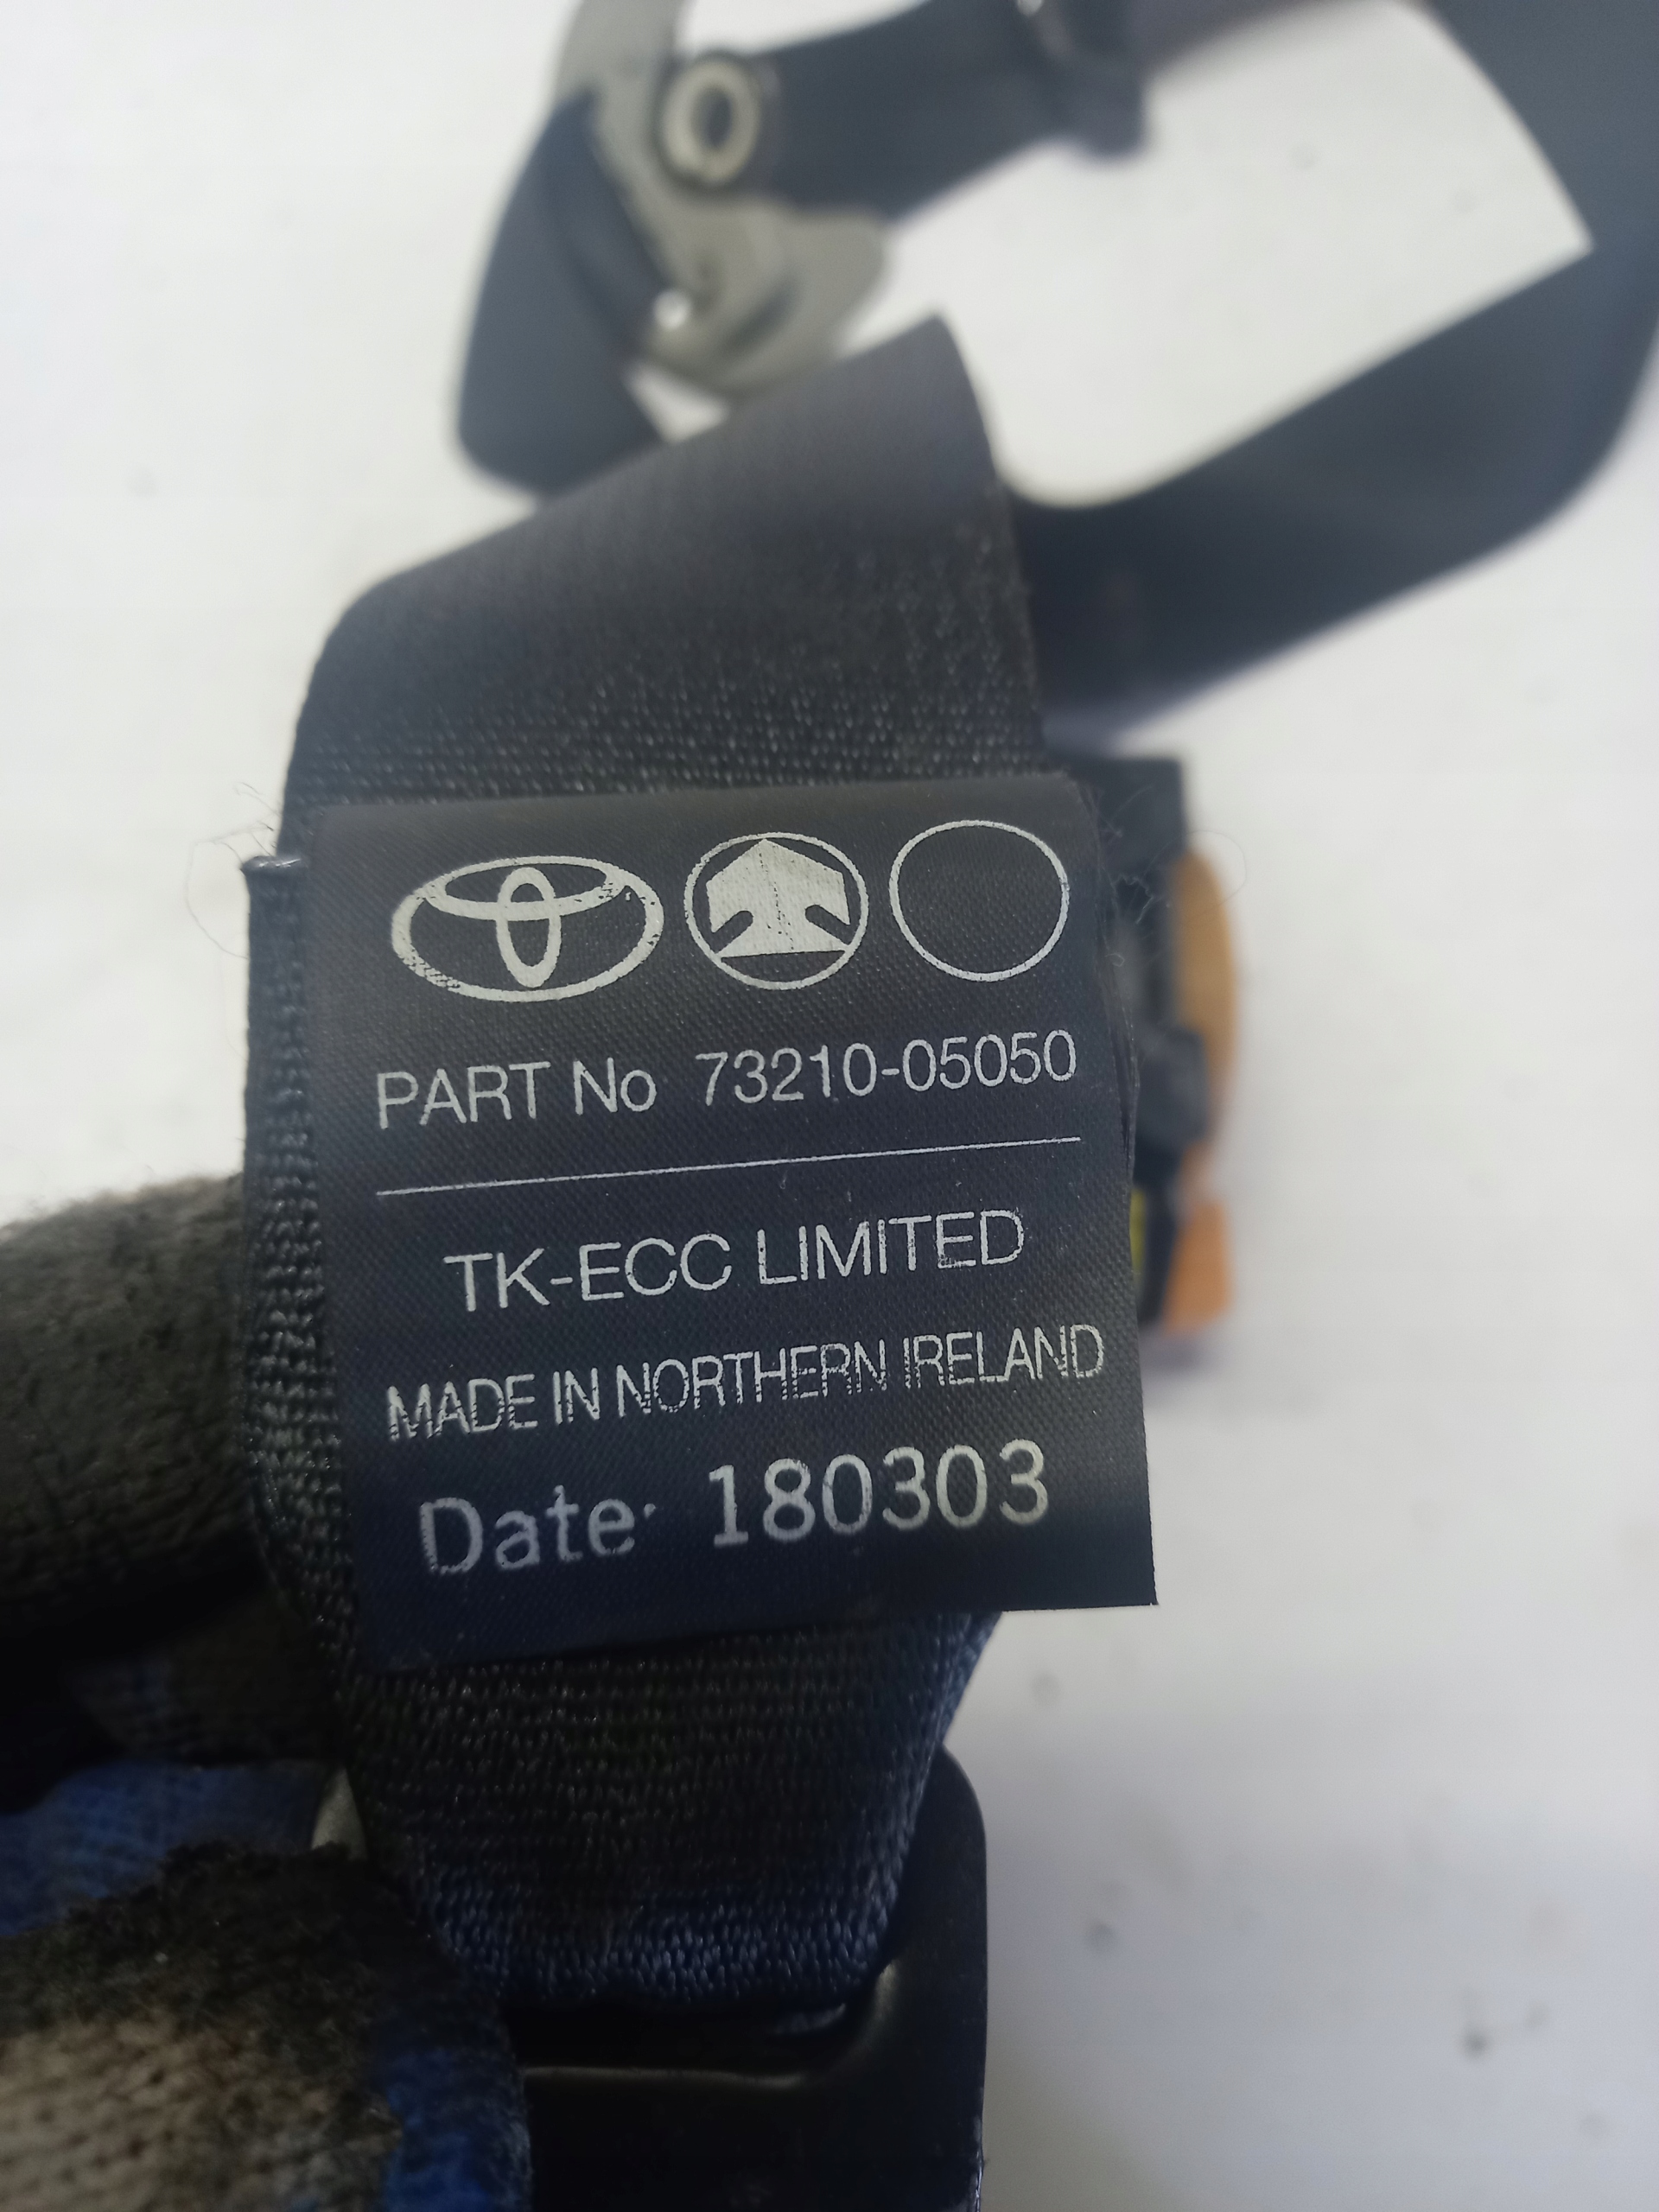 PART No 73210-05050
TK-ECC LIMITED
MADE IN NORTHERN IRELAND
Date: 180303